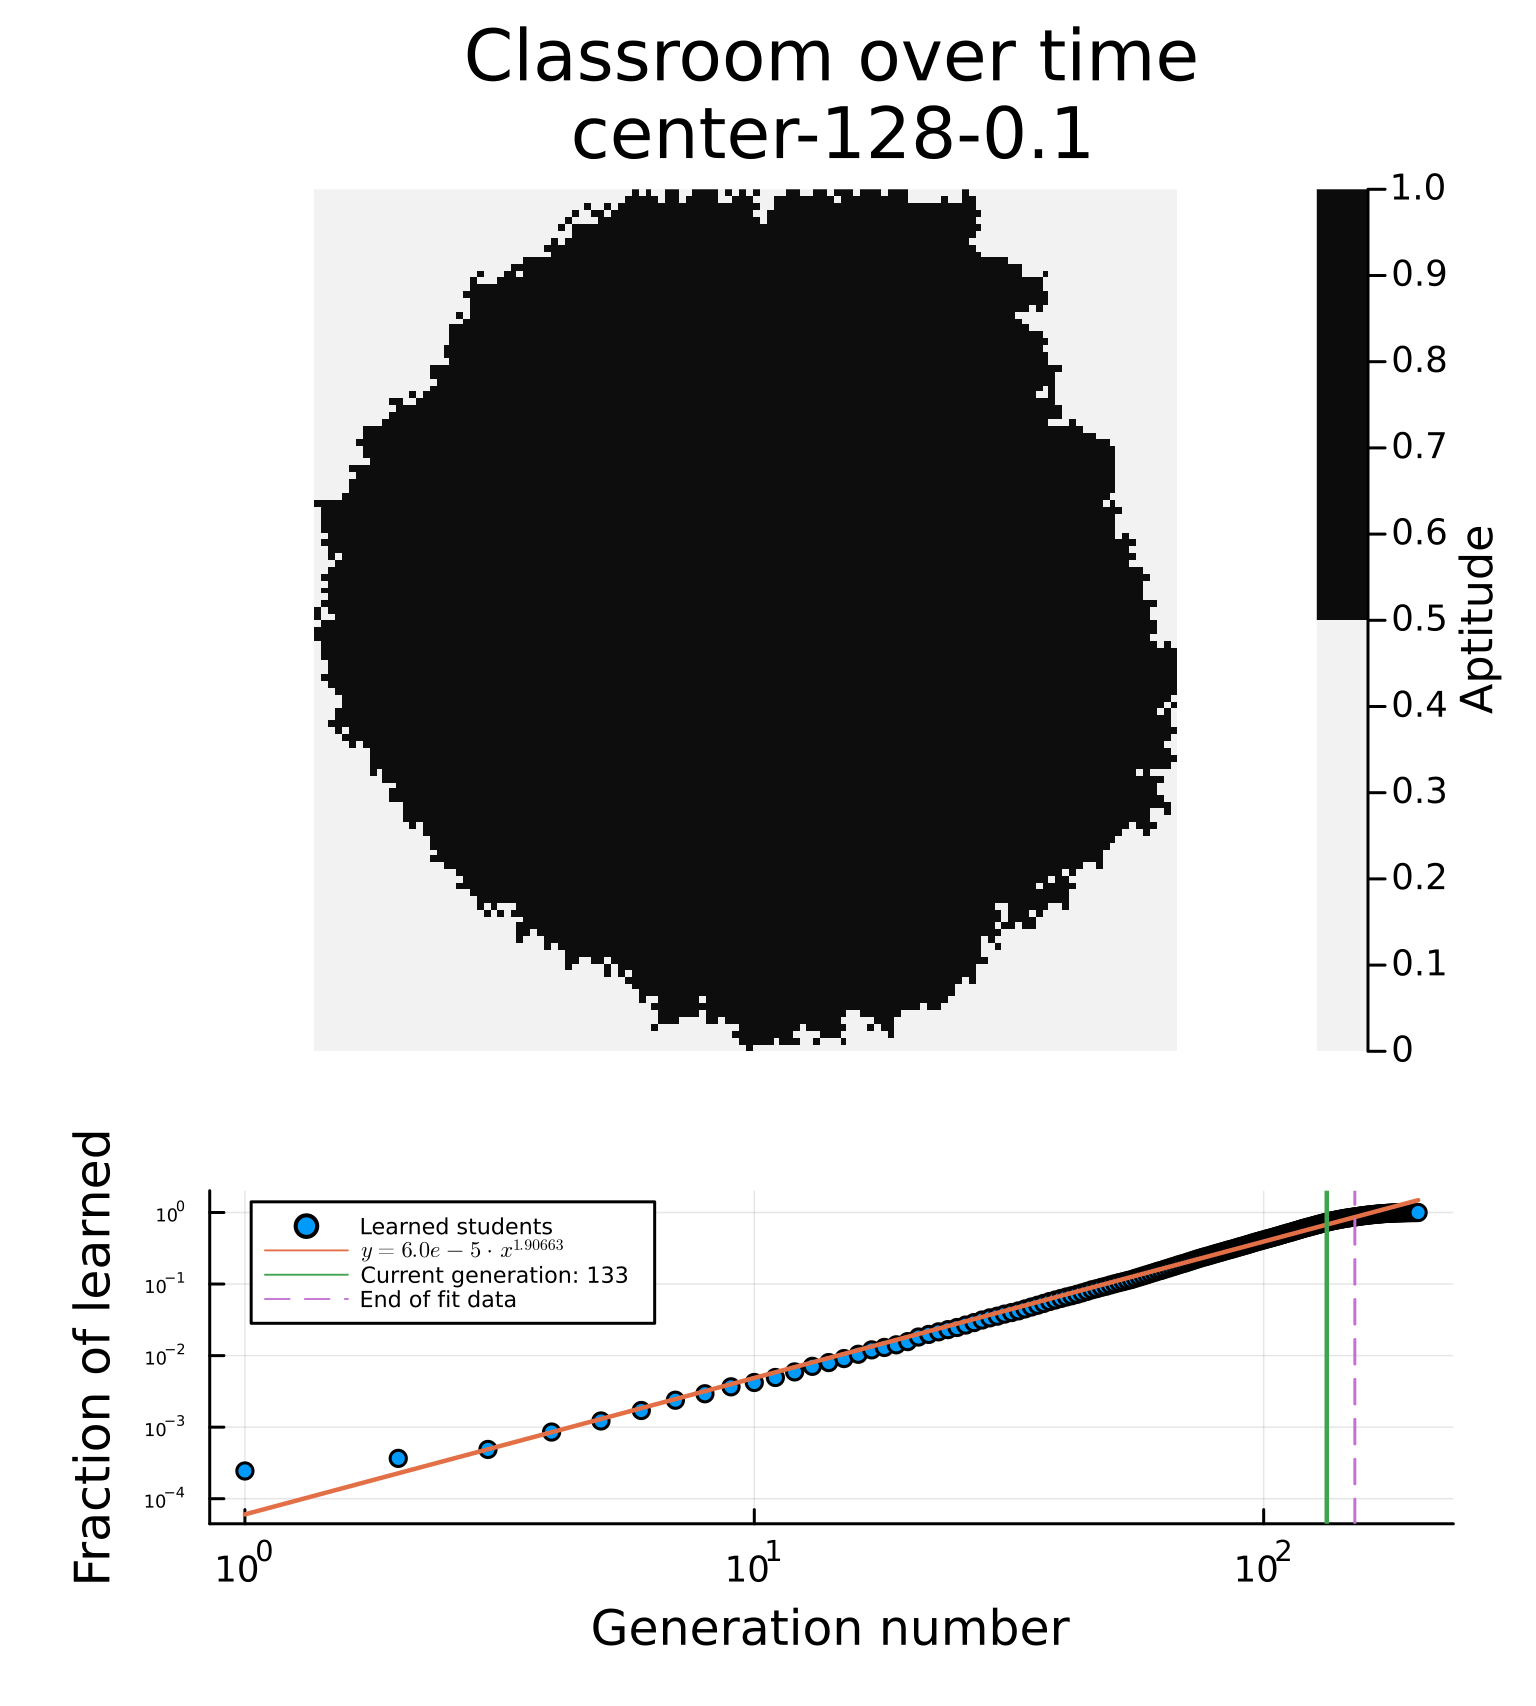 Classroom over time
center-128-0.1
1.0
0.9
0.8
0.7
0.6
0.5
0.4
0.3
0.2
0.1
0
Aptitude
Fraction of learned
10⁰
10⁻¹
10⁻²
10⁻³
10⁻⁴
Learned students
y = 6.0e − 5 · x^1.90663
Current generation: 133
End of fit data
10⁰ 10¹ 10²
Generation number